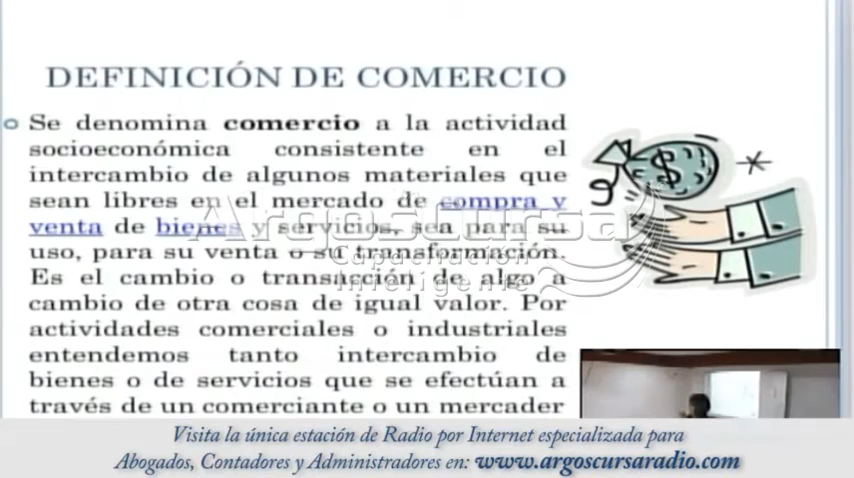 DEFINICIÓN DE COMERCIO
Se denomina comercio a la actividad
socioeconómica consistente en el
intercambio de algunos materiales que
sean libres en el mercado de compra y
venta de bienes y servicios, sea para su
uso, para su venta o su transformación.
Es el cambio o transacción de algo a
cambio de otra cosa de igual valor. Por
actividades comerciales o industriales
entendemos tanto intercambio de
bienes o de servicios que se efectúan a
través de un comerciante o un mercader
Argoscursa
Capacitación
Inteligente
$
Visita la única estación de Radio por Internet especializada para
Abogados, Contadores y Administradores en: www.argoscursaradio.com